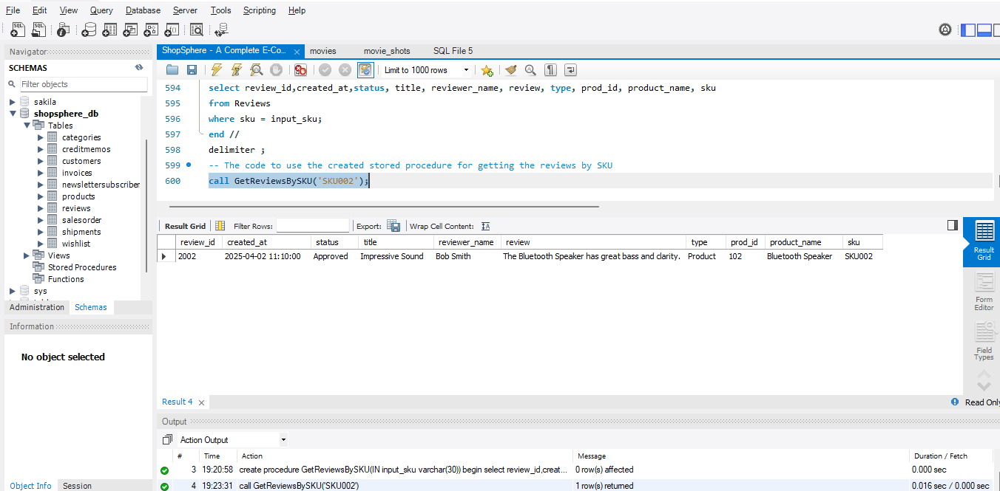 File Edit View Query Database Server Tools Scripting Help
Navigator
SCHEMAS
Filter objects
sakila
shopsphere_db
Tables
categories
creditmemos
customers
invoices
newslettersubscriber
products
reviews
salesorder
shipments
wishlist
Views
Stored Procedures
Functions
sys
Administration Schemas
Information
No object selected
Object Info Session
ShopSphere - A Complete E-Co... movies movie_shots SQL File 5
Limit to 1000 rows
594 select review_id,created_at,status, title, reviewer_name, review, type, prod_id, product_name, sku
595 from Reviews
596 where sku = input_sku;
597 end //
598 delimiter ;
599 -- The code to use the created stored procedure for getting the reviews by SKU
600 call GetReviewsBySKU('SKU002');
Result Grid Filter Rows: Export: Wrap Cell Content:
review_id created_at status title reviewer_name review type prod_id product_name sku
2002 2025-04-02 11:10:00 Approved Impressive Sound Bob Smith The Bluetooth Speaker has great bass and clarity. Product 102 Bluetooth Speaker SKU002
Result Grid
Form Editor
Field Types
Result 4 Read Only
Output
Action Output
# Time Action Message Duration / Fetch
3 19:20:58 create procedure GetReviewsBySKU(IN input_sku varchar(30)) begin select review_id,creat... 0 row(s) affected 0.000 sec
4 19:23:31 call GetReviewsBySKU('SKU002') 1 row(s) returned 0.016 sec / 0.000 sec